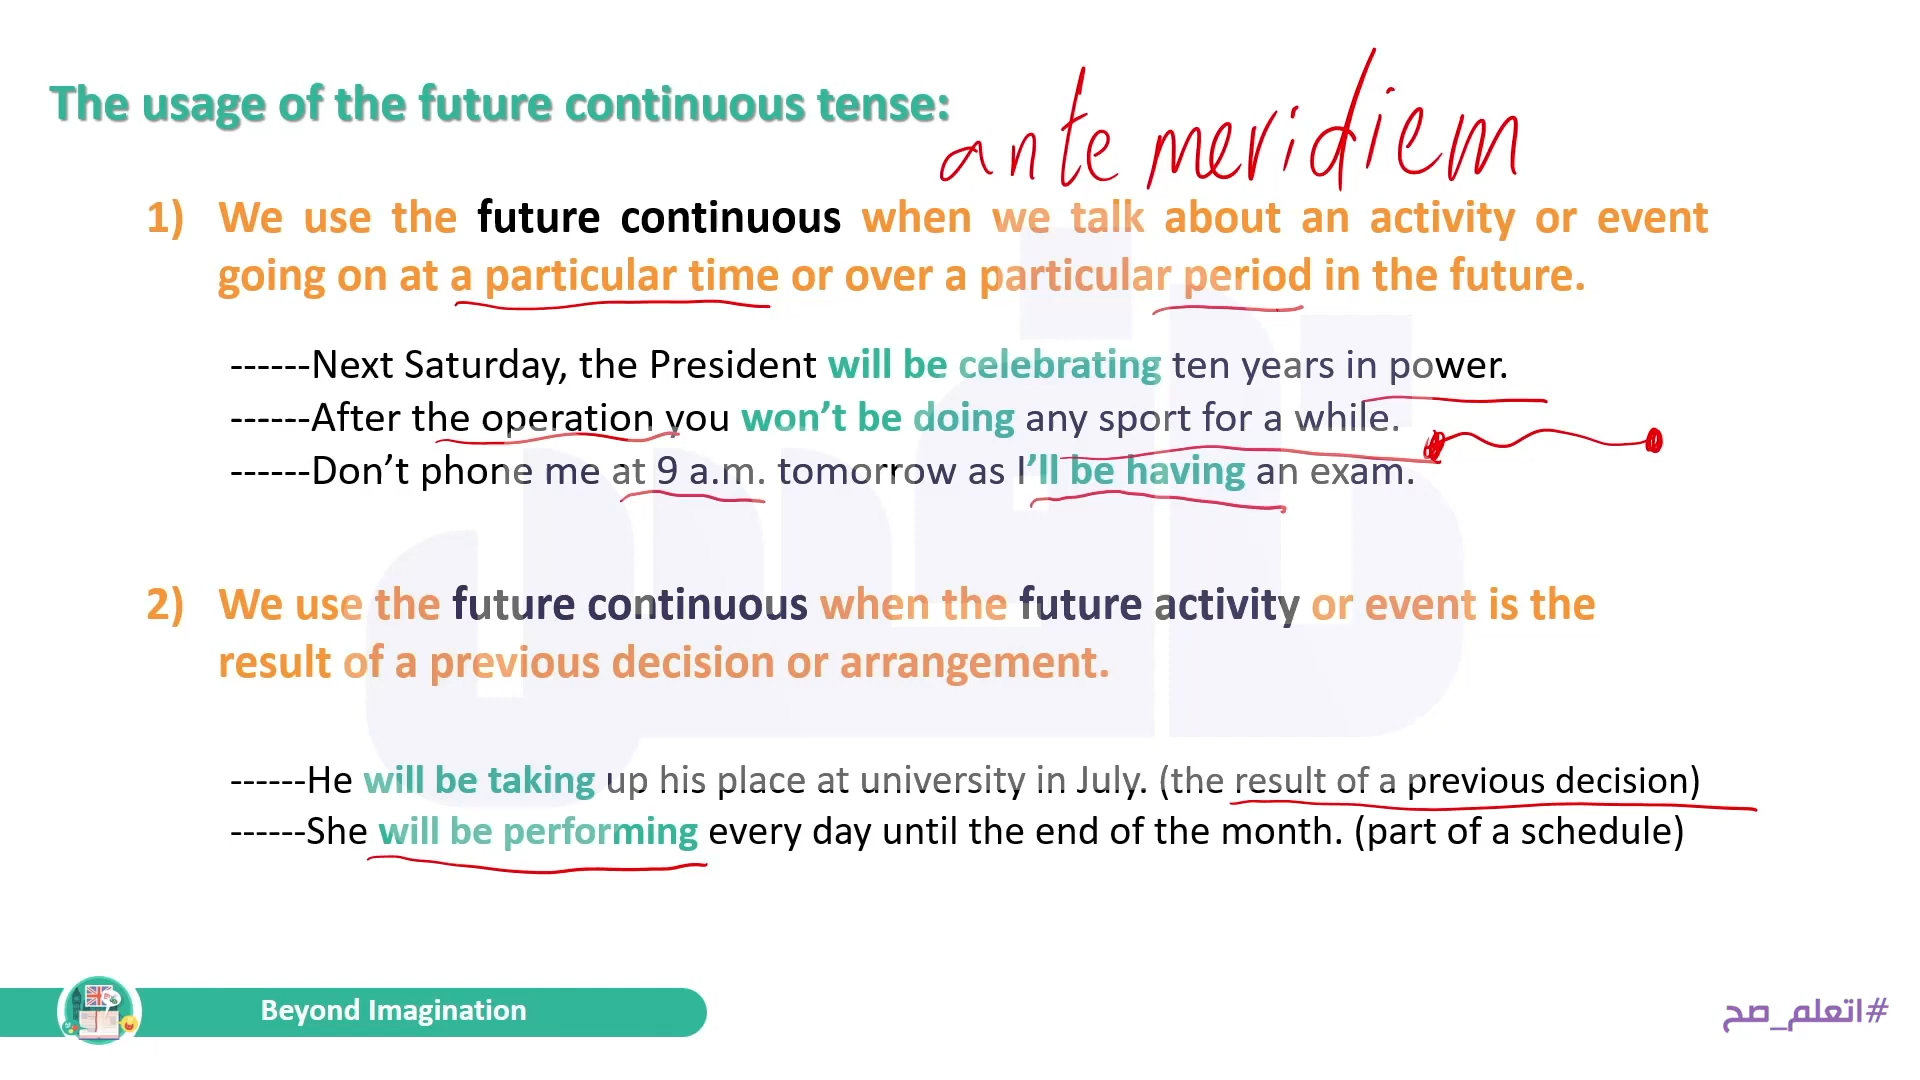 The usage of the future continuous tense:
ante meridiem
1) We use the future continuous when we talk about an activity or event
going on at a particular time or over a particular period in the future.
------Next Saturday, the President will be celebrating ten years in power.
------After the operation you won’t be doing any sport for a while.
------Don’t phone me at 9 a.m. tomorrow as I’ll be having an exam.
2) We use the future continuous when the future activity or event is the
result of a previous decision or arrangement.
------He will be taking up his place at university in July. (the result of a previous decision)
------She will be performing every day until the end of the month. (part of a schedule)
Beyond Imagination
#اتعلم_صح